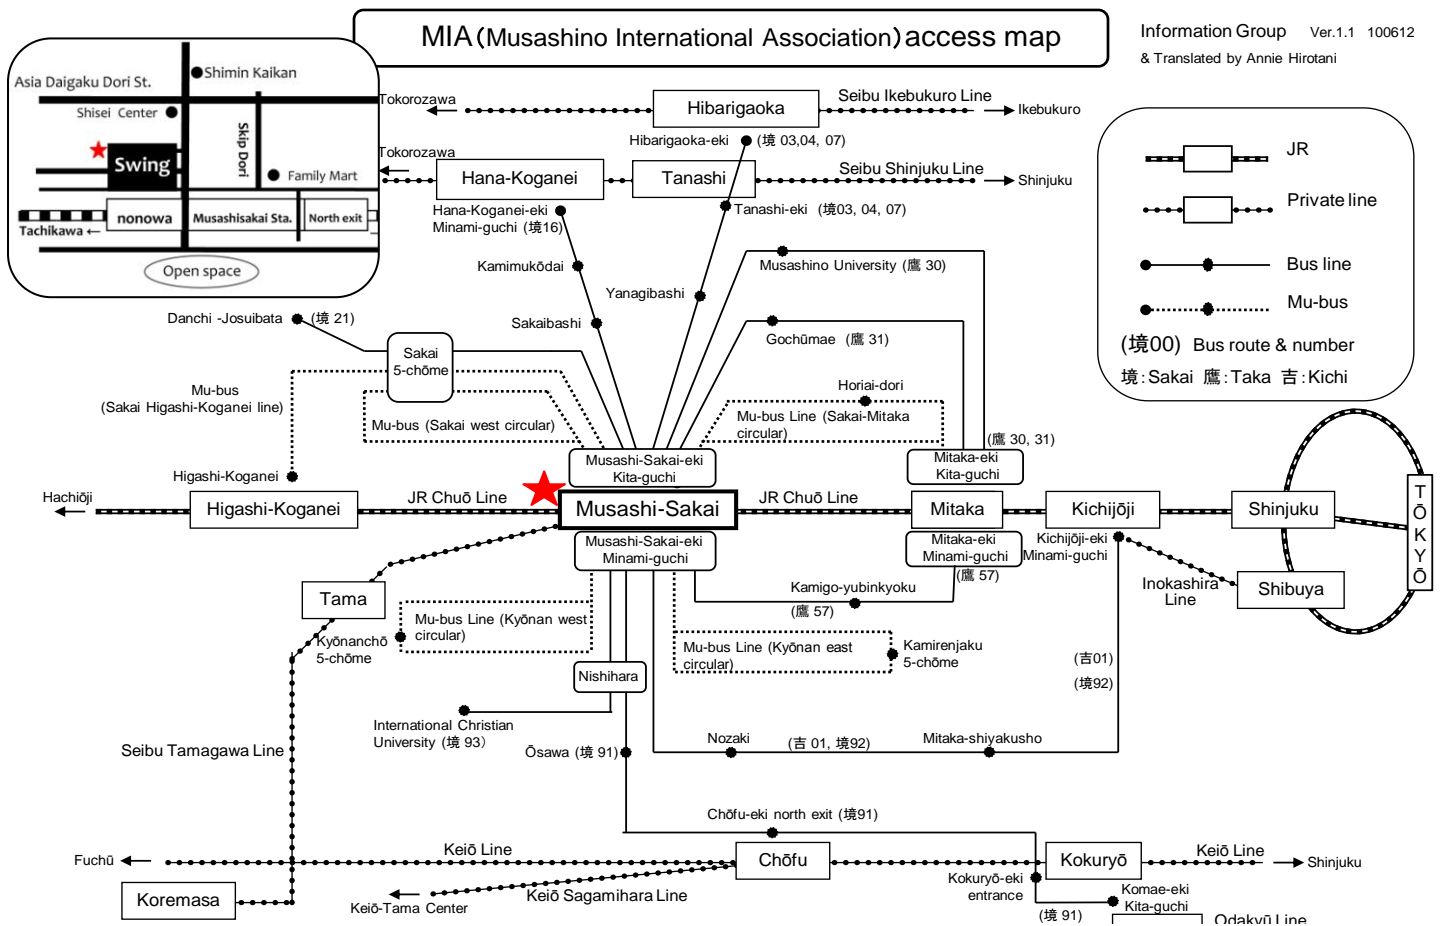 MIA(Musashino International Association)access map
Information Group Ver.1.1 100612
& Translated by Annie Hirotani
Asia Daigaku Dori St.
Shimin Kaikan
Shisei Center
Skip Dori
Swing
Family Mart
nonowa
Musashisakai Sta.
North exit
Tachikawa ←
Open space
Tokorozawa
Hibarigaoka
Seibu Ikebukuro Line
Ikebukuro
Hibarigaoka-eki
(境 03,04, 07)
Tokorozawa
Hana-Koganei
Tanashi
Seibu Shinjuku Line
Shinjuku
Hana-Koganei-eki
Minami-guchi (境16)
Tanashi-eki (境03, 04, 07)
JR
Private line
Bus line
Mu-bus
(境00) Bus route & number
境:Sakai 鷹:Taka 吉:Kichi
Kamimukōdai
Musashino University (鷹 30)
Yanagibashi
Danchi -Josuibata
(境 21)
Sakaibashi
Gochūmae (鷹 31)
Sakai
5-chōme
Mu-bus
(Sakai Higashi-Koganei line)
Horiai-dori
Mu-bus (Sakai west circular)
Mu-bus Line (Sakai-Mitaka
circular)
(鷹 30, 31)
Musashi-Sakai-eki
Kita-guchi
Mitaka-eki
Kita-guchi
Higashi-Koganei
Hachiōji
Higashi-Koganei
JR Chuō Line
Musashi-Sakai
JR Chuō Line
Mitaka
Kichijōji
Shinjuku
TŌKYŌ
Musashi-Sakai-eki
Minami-guchi
Mitaka-eki
Minami-guchi
Kichijōji-eki
Minami-guchi
(鷹 57)
Inokashira
Line
Shibuya
Tama
Kamigo-yubinkyoku
(鷹 57)
Mu-bus Line (Kyōnan west
circular)
Kyōnanchō
5-chōme
Mu-bus Line (Kyōnan east
circular)
Kamirenjaku
5-chōme
(吉01)
(境92)
Nishihara
International Christian
University (境 93)
Seibu Tamagawa Line
Ōsawa (境 91)
Nozaki
(吉 01, 境92)
Mitaka-shiyakusho
Chōfu-eki north exit (境91)
Fuchū
Keiō Line
Chōfu
Kokuryō
Keiō Line
Shinjuku
Koremasa
Keiō-Tama Center
Keiō Sagamihara Line
Kokuryō-eki
entrance
Komae-eki
Kita-guchi
(境 91)
Odakyū Line